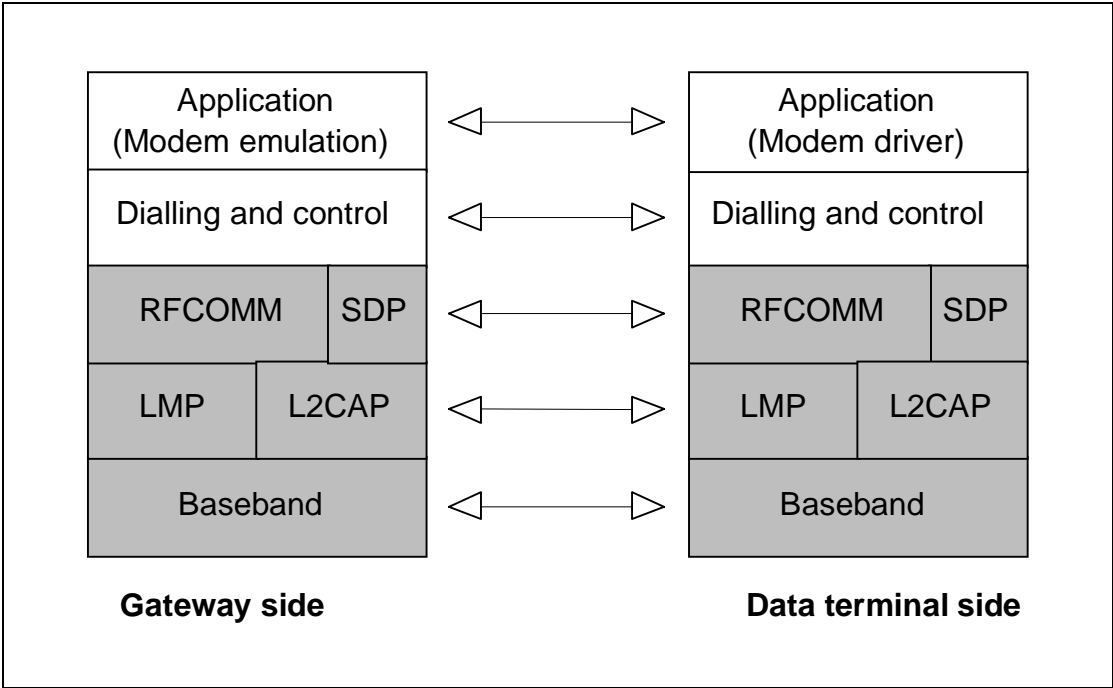 Application
(Modem emulation)
Application
(Modem driver)
Dialling and control
Dialling and control
RFCOMM SDP
RFCOMM SDP
LMP L2CAP
LMP L2CAP
Baseband
Baseband
Gateway side
Data terminal side